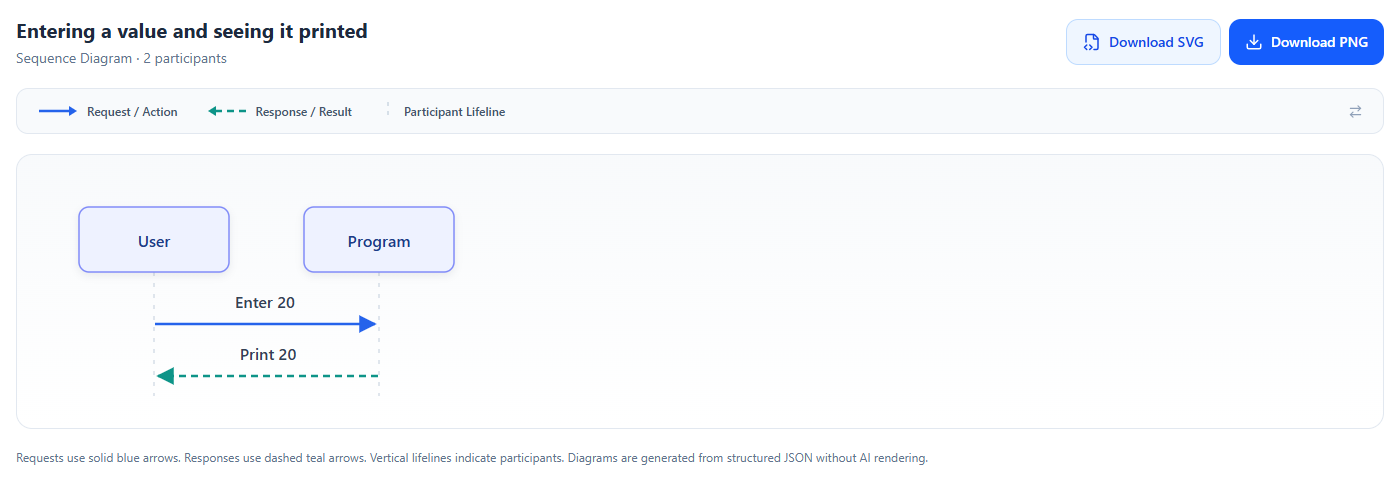 Entering a value and seeing it printed
Sequence Diagram · 2 participants
Download SVG
Download PNG
Request / Action
Response / Result
Participant Lifeline
User
Program
Enter 20
Print 20
Requests use solid blue arrows. Responses use dashed teal arrows. Vertical lifelines indicate participants. Diagrams are generated from structured JSON without AI rendering.